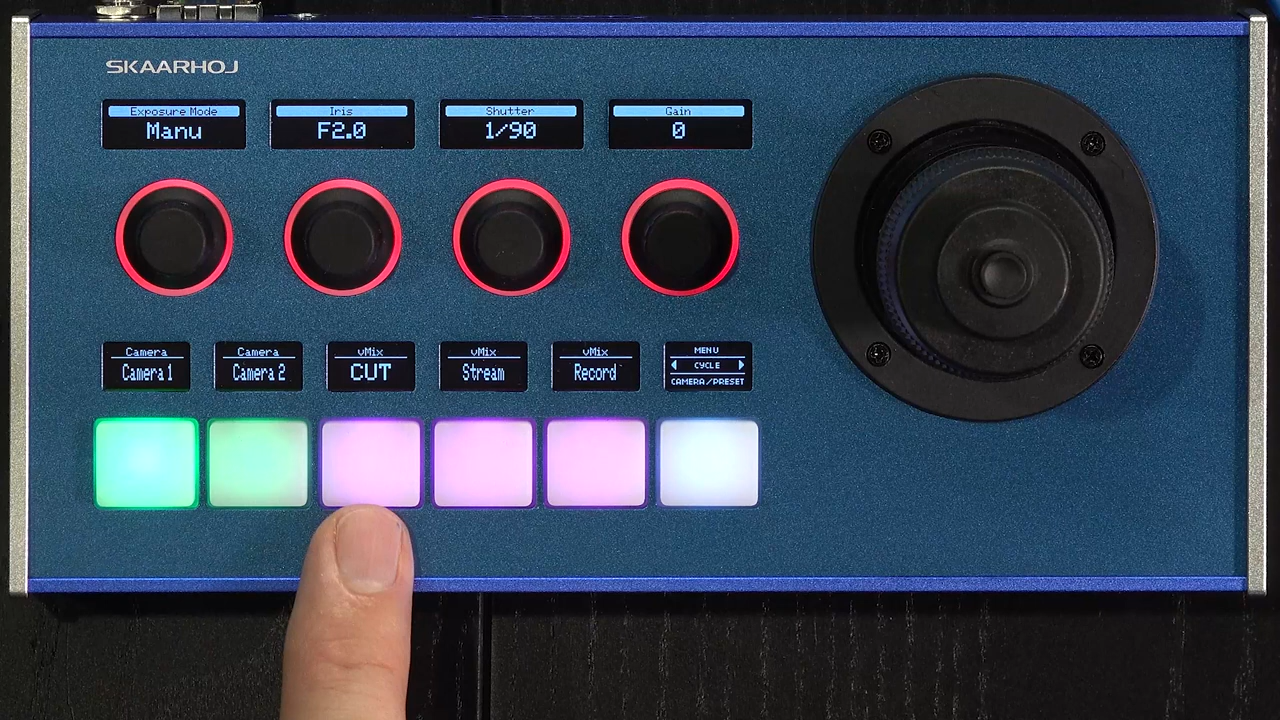 SKAARHOJ
Exposure Mode
Manu
Iris
F2.0
Shutter
1/90
Gain
0
Camera
Camera 1
Camera
Camera 2
vMix
CUT
vMix
Stream
vMix
Record
MENU
CYCLE
CAMERA/PRESET